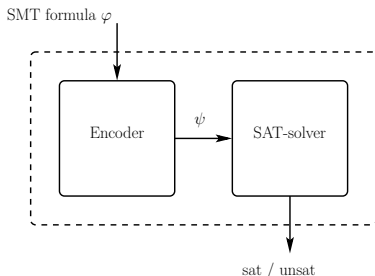 SMT formula φ
Encoder
ψ
SAT-solver
sat / unsat